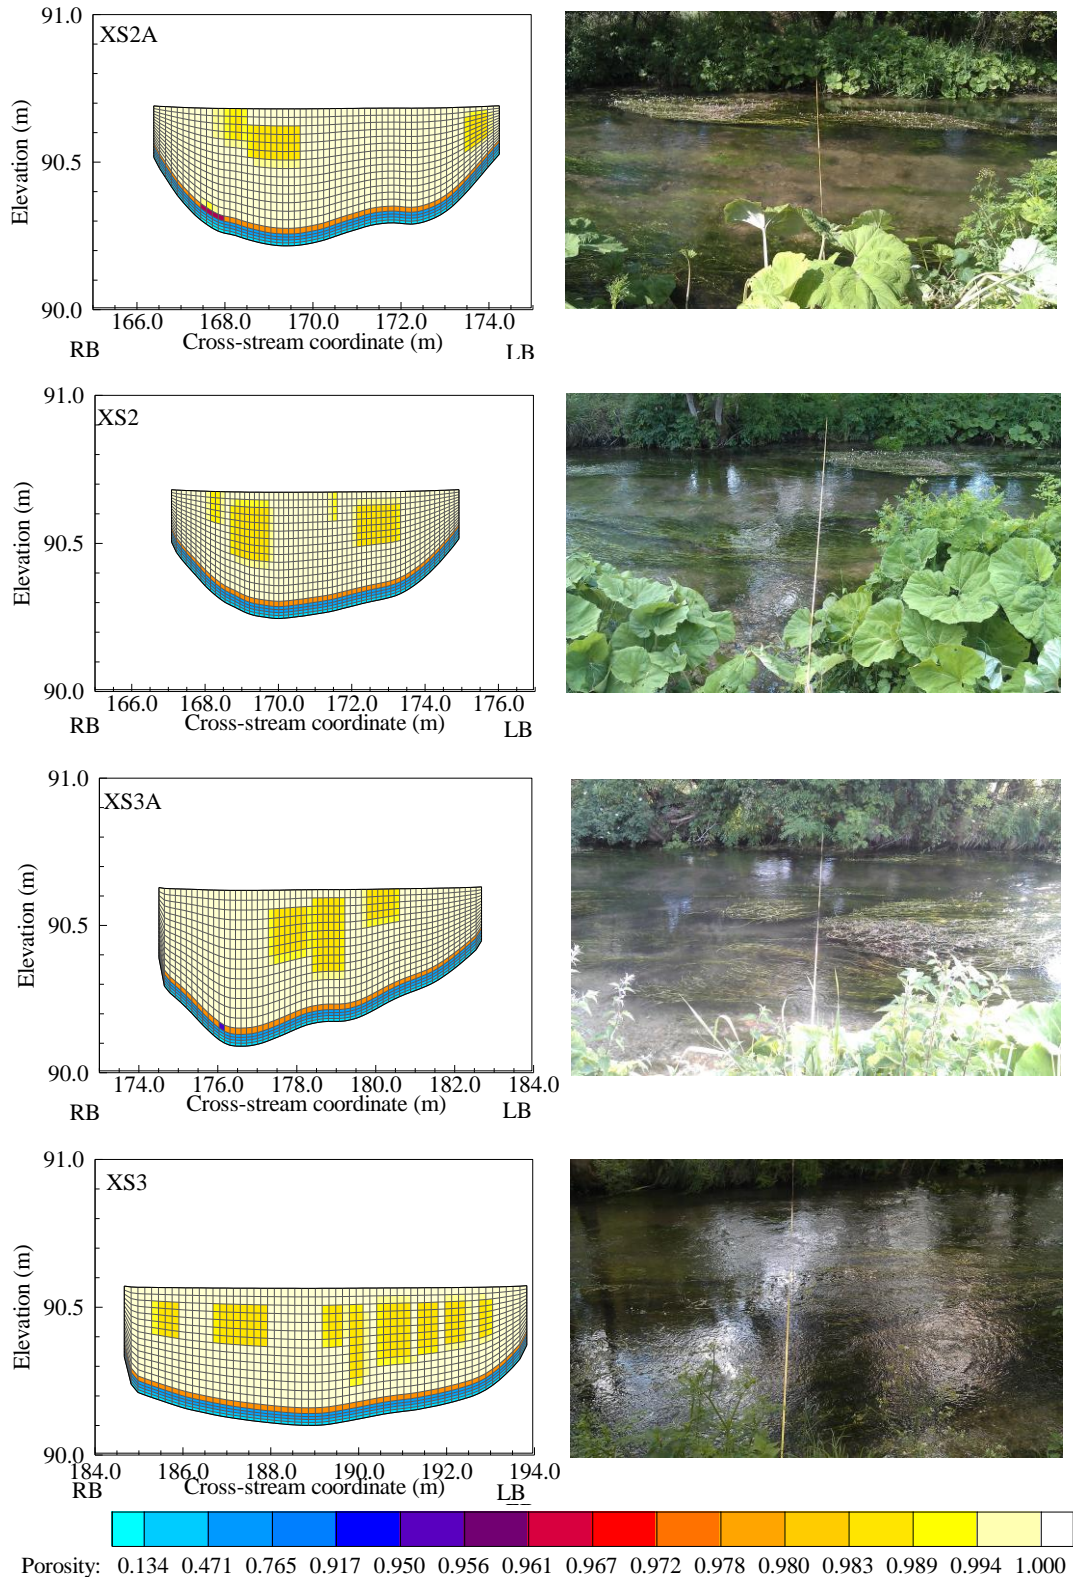 91.0
XS2A
Elevation (m)
90.5
90.0
166.0 168.0 170.0 172.0 174.0
RB Cross-stream coordinate (m) LB
91.0
XS2
Elevation (m)
90.5
90.0
166.0 168.0 170.0 172.0 174.0 176.0
RB Cross-stream coordinate (m) LB
91.0
XS3A
Elevation (m)
90.5
90.0
174.0 176.0 178.0 180.0 182.0 184.0
RB Cross-stream coordinate (m) LB
91.0
XS3
Elevation (m)
90.5
90.0
184.0 186.0 188.0 190.0 192.0 194.0
RB Cross-stream coordinate (m) LB
Porosity: 0.134 0.471 0.765 0.917 0.950 0.956 0.961 0.967 0.972 0.978 0.980 0.983 0.989 0.994 1.000